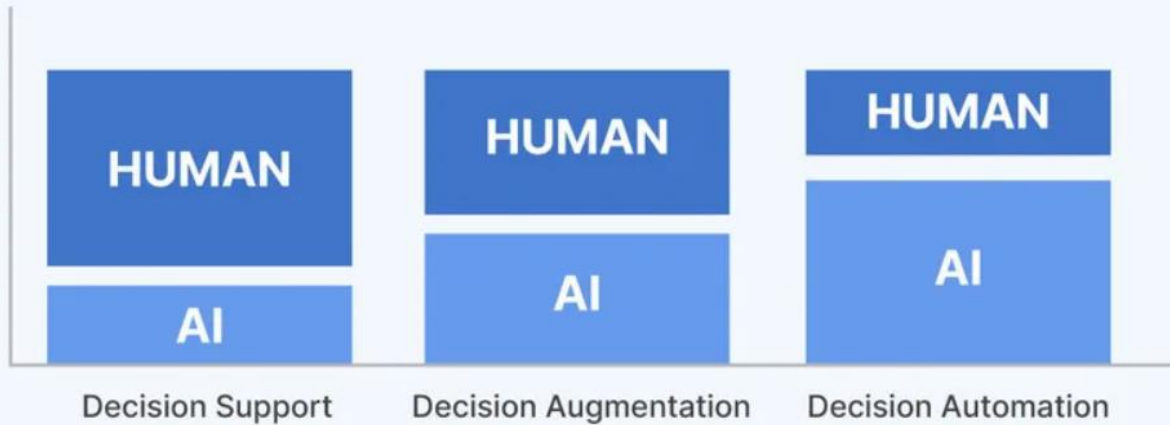 HUMAN
HUMAN
HUMAN
AI
AI
AI
Decision Support
Decision Augmentation
Decision Automation